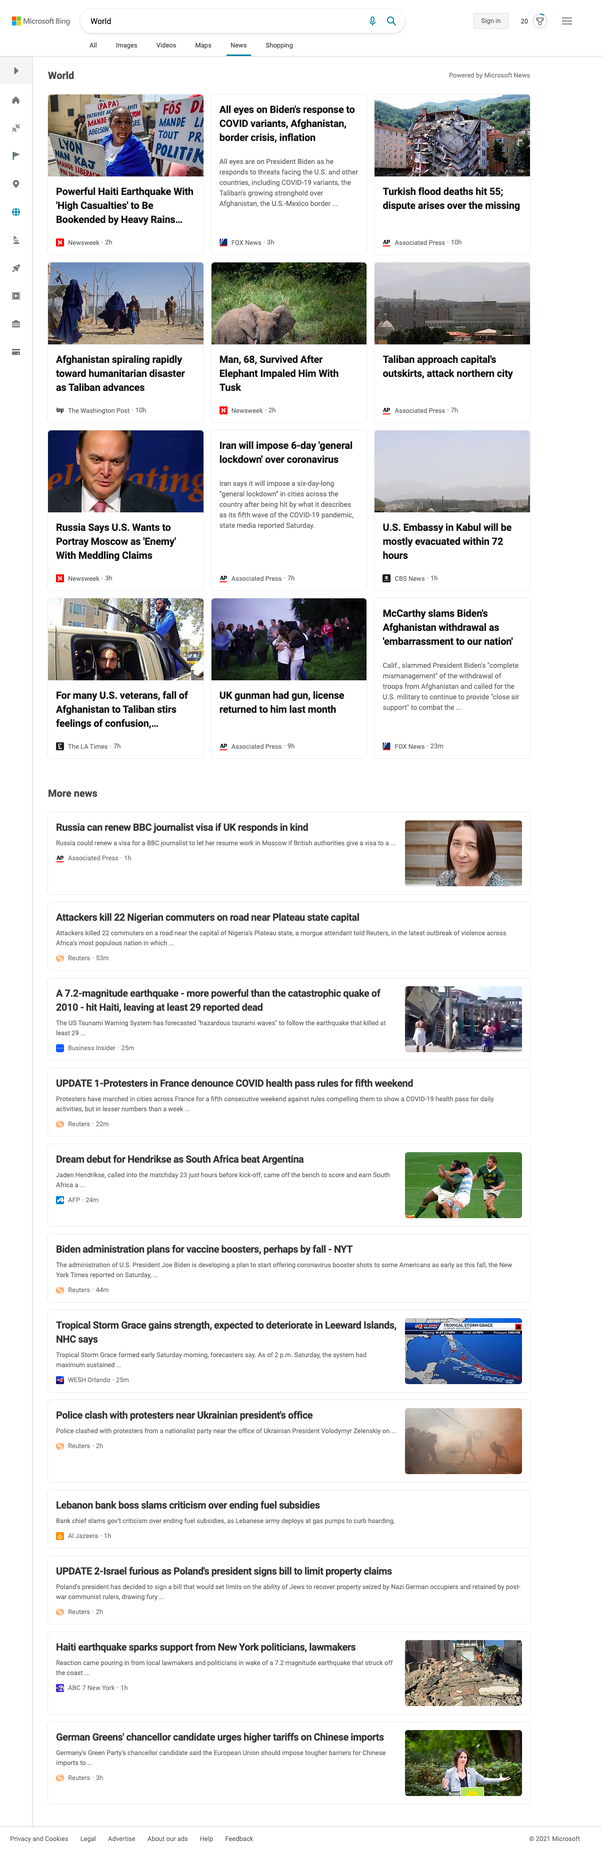 Microsoft Bing
World
Sign in
20
All Images Videos Maps News Shopping
World
Powered by Microsoft News
Powerful Haiti Earthquake With
'High Casualties' to Be
Bookended by Heavy Rains...
Newsweek · 2h
All eyes on Biden's response to
COVID variants, Afghanistan,
border crisis, inflation
All eyes are on President Biden as he
responds to threats facing the U.S. and other
countries, including COVID-19 variants, the
Taliban's growing stronghold over
Afghanistan, the U.S.-Mexico border ...
FOX News · 3h
Turkish flood deaths hit 55;
dispute arises over the missing
AP Associated Press · 10h
Afghanistan spiraling rapidly
toward humanitarian disaster
as Taliban advances
wp The Washington Post · 10h
Man, 68, Survived After
Elephant Impaled Him With
Tusk
Newsweek · 2h
Taliban approach capital's
outskirts, attack northern city
AP Associated Press · 7h
Russia Says U.S. Wants to
Portray Moscow as 'Enemy'
With Meddling Claims
Newsweek · 3h
Iran will impose 6-day 'general
lockdown' over coronavirus
Iran says it will impose a six-day-long
"general lockdown" in cities across the
country after being hit by what it describes
as its fifth wave of the COVID-19 pandemic,
state media reported Saturday.
AP Associated Press · 7h
U.S. Embassy in Kabul will be
mostly evacuated within 72
hours
CBS News · 1h
For many U.S. veterans, fall of
Afghanistan to Taliban stirs
feelings of confusion,...
The LA Times · 7h
UK gunman had gun, license
returned to him last month
AP Associated Press · 9h
McCarthy slams Biden's
Afghanistan withdrawal as
'embarrassment to our nation'
Calif., slammed President Biden's "complete
mismanagement" of the withdrawal of
troops from Afghanistan and called for the
U.S. military to continue to provide "close air
support" to combat the ...
FOX News · 23m
More news
Russia can renew BBC journalist visa if UK responds in kind
Russia could renew a visa for a BBC journalist to let her resume work in Moscow if British authorities give a visa to a ...
AP Associated Press · 1h
Attackers kill 22 Nigerian commuters on road near Plateau state capital
Attackers killed 22 commuters on a road near the capital of Nigeria's Plateau state, a morgue attendant told Reuters, in the latest outbreak of violence across
Africa's most populous nation in which ...
Reuters · 53m
A 7.2-magnitude earthquake - more powerful than the catastrophic quake of
2010 - hit Haiti, leaving at least 29 reported dead
The US Tsunami Warning System has forecasted "hazardous tsunami waves" to follow the earthquake that killed at
least 29 ...
Business Insider · 25m
UPDATE 1-Protesters in France denounce COVID health pass rules for fifth weekend
Protesters have marched in cities across France for a fifth consecutive weekend against rules compelling them to show a COVID-19 health pass for daily
activities, but in lesser numbers than a week ...
Reuters · 22m
Dream debut for Hendrikse as South Africa beat Argentina
Jaden Hendrikse, called into the matchday 23 just hours before kick-off, came off the bench to score and earn South
Africa a ...
AFP · 24m
Biden administration plans for vaccine boosters, perhaps by fall - NYT
The administration of U.S. President Joe Biden is developing a plan to start offering coronavirus booster shots to some Americans as early as this fall, the New
York Times reported on Saturday, ...
Reuters · 44m
Tropical Storm Grace gains strength, expected to deteriorate in Leeward Islands,
NHC says
Tropical Storm Grace formed early Saturday morning, forecasters say. As of 2 p.m. Saturday, the system had
maximum sustained ...
WESH Orlando · 25m
TROPICAL STORM GRACE
Police clash with protesters near Ukrainian president's office
Police clashed with protesters from a nationalist party near the office of Ukrainian President Volodymyr Zelenskiy on ...
Reuters · 2h
Lebanon bank boss slams criticism over ending fuel subsidies
Bank chief slams gov't criticism over ending fuel subsidies, as Lebanese army deploys at gas pumps to curb hoarding.
Al Jazeera · 1h
UPDATE 2-Israel furious as Poland's president signs bill to limit property claims
Poland's president has decided to sign a bill that would set limits on the ability of Jews to recover property seized by Nazi German occupiers and retained by post-
war communist rulers, drawing fury ...
Reuters · 2h
Haiti earthquake sparks support from New York politicians, lawmakers
Reaction came pouring in from local lawmakers and politicians in wake of a 7.2 magnitude earthquake that struck off
the coast ...
ABC 7 New York · 1h
German Greens' chancellor candidate urges higher tariffs on Chinese imports
Germany's Green Party's chancellor candidate said the European Union should impose tougher barriers for Chinese
imports to ...
Reuters · 3h
Privacy and Cookies Legal Advertise About our ads Help Feedback
© 2021 Microsoft